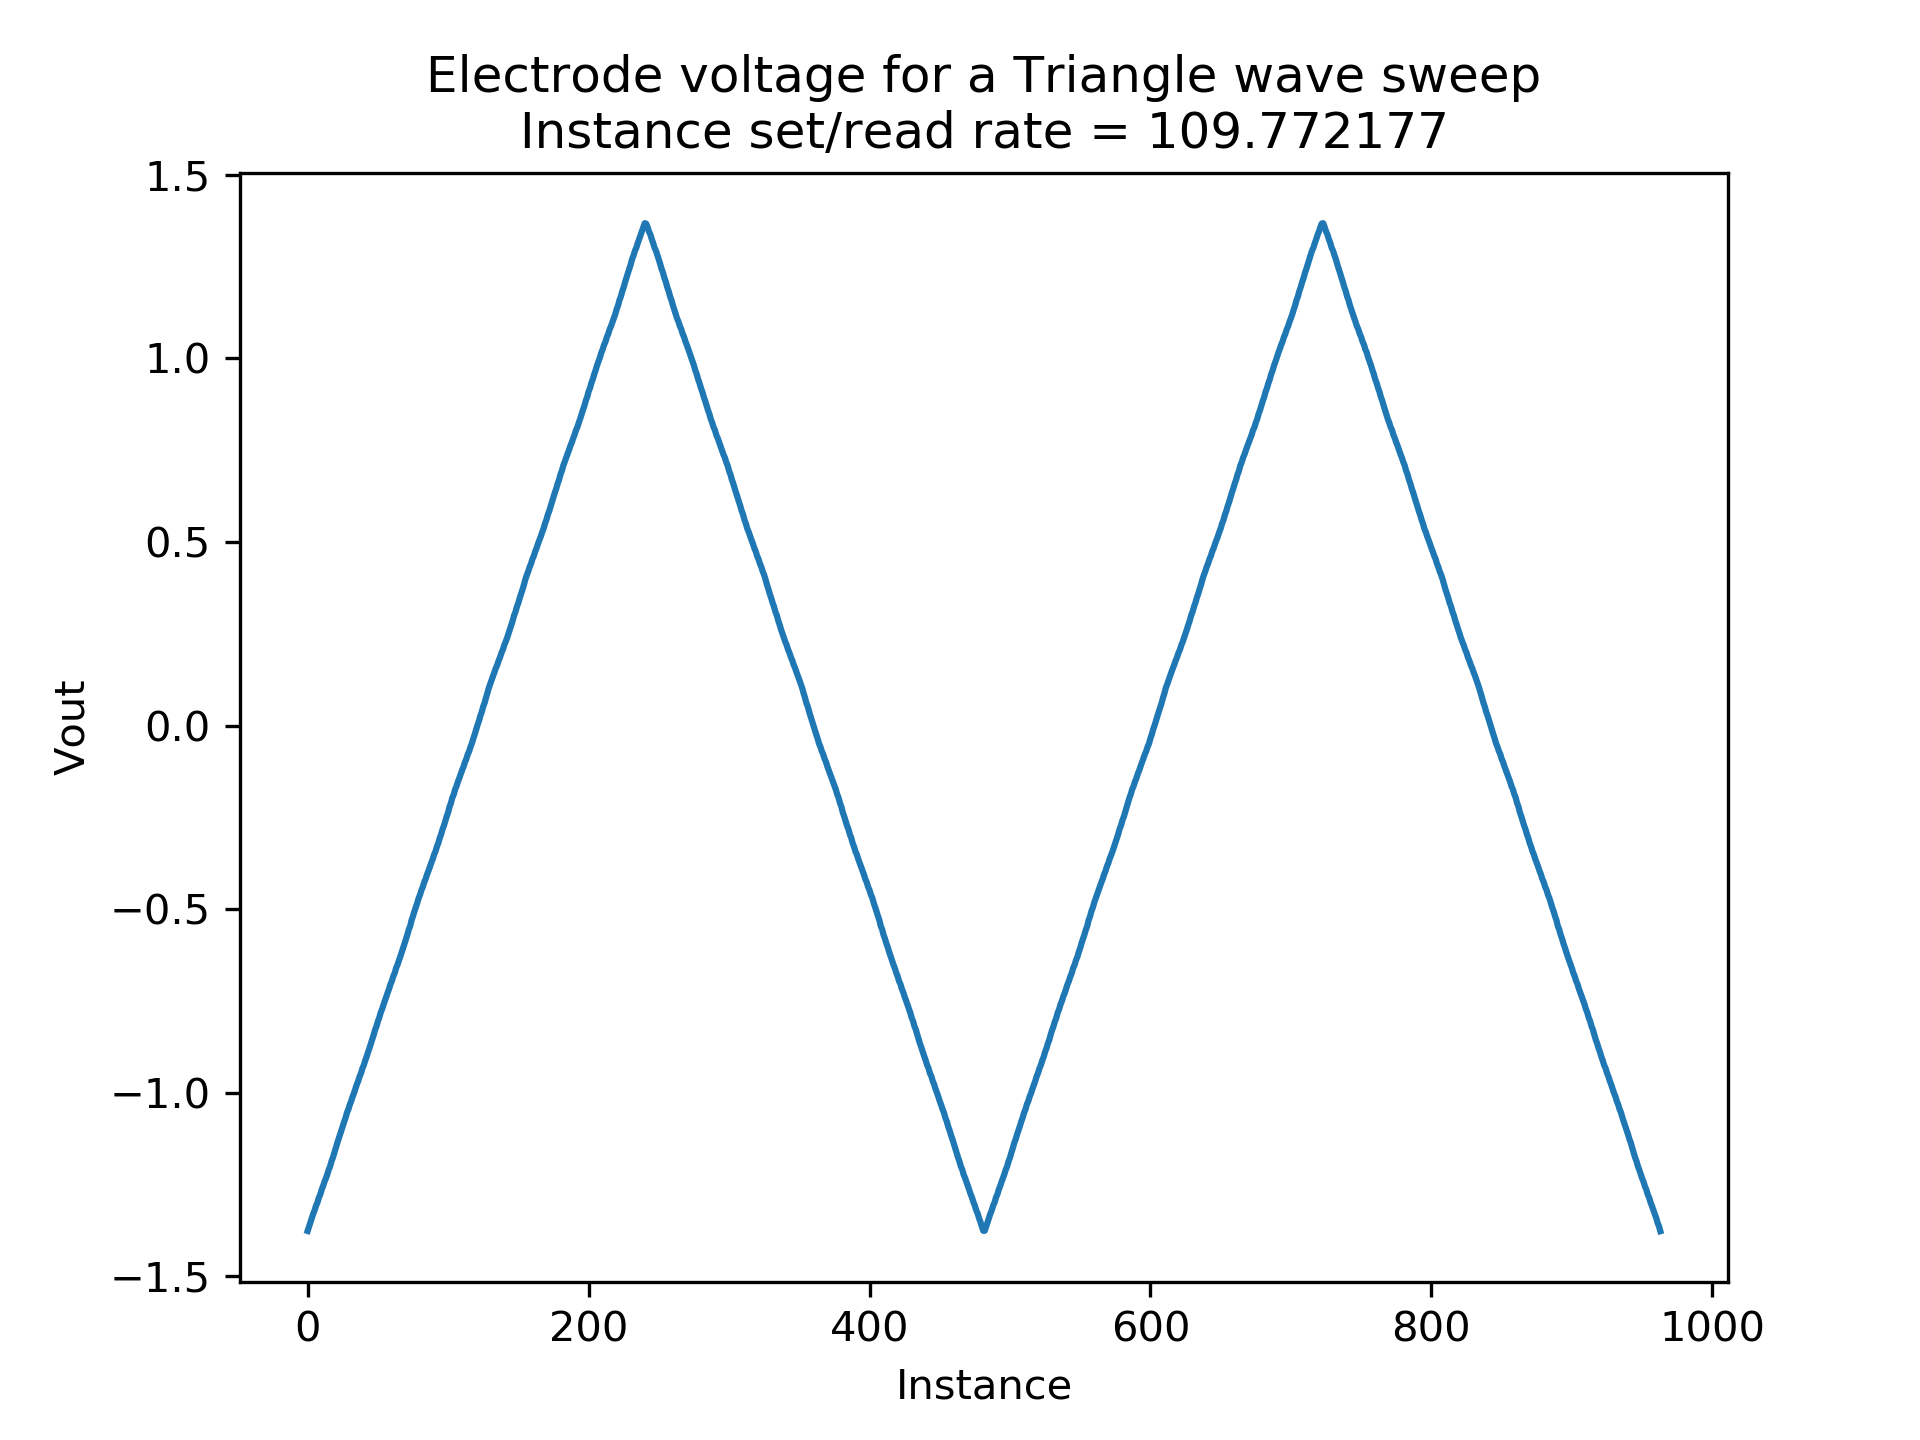 Electrode voltage for a Triangle wave sweep
Instance set/read rate = 109.772177
1.5
1.0
0.5
0.0
−0.5
−1.0
−1.5
Vout
0 200 400 600 800 1000
Instance